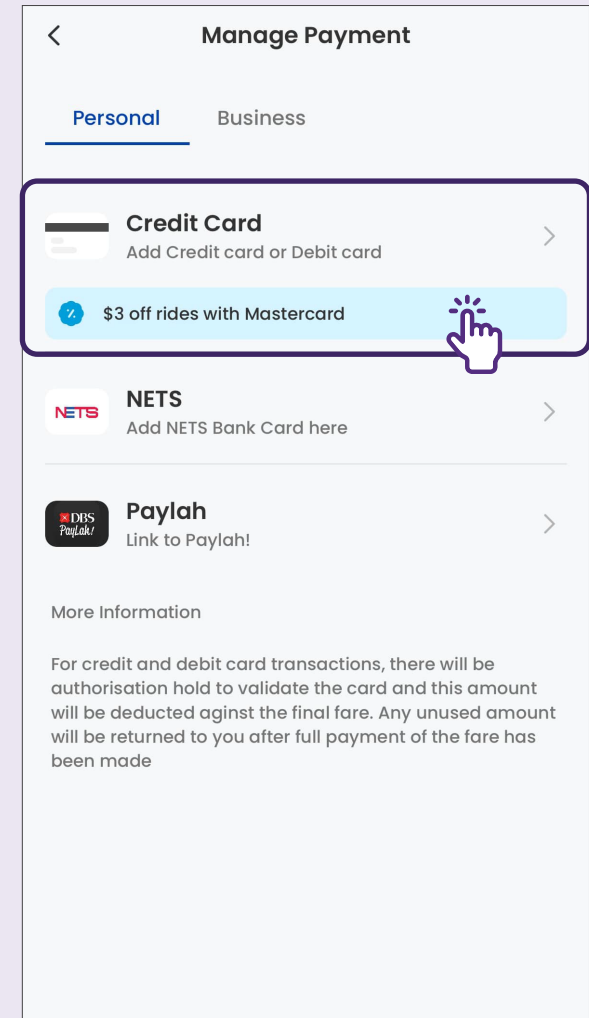 Manage Payment
Personal
Business
Credit Card
Add Credit card or Debit card
$3 off rides with Mastercard
NETS
NETS
Add NETS Bank Card here
DBS
PayLah!
Paylah
Link to Paylah!
More Information
For credit and debit card transactions, there will be
authorisation hold to validate the card and this amount
will be deducted aginst the final fare. Any unused amount
will be returned to you after full payment of the fare has
been made